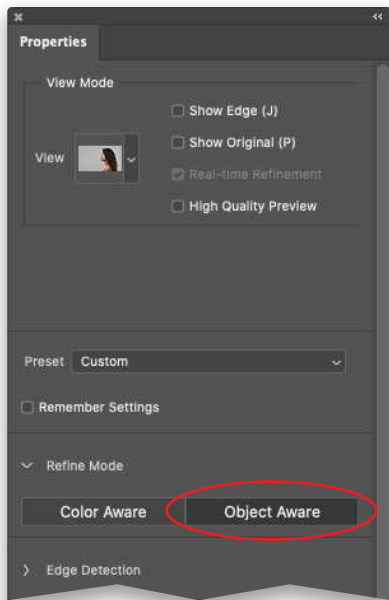 Properties
View Mode
Show Edge (J)
Show Original (P)
View
Real-time Refinement
High Quality Preview
Preset Custom
Remember Settings
Refine Mode
Color Aware Object Aware
Edge Detection